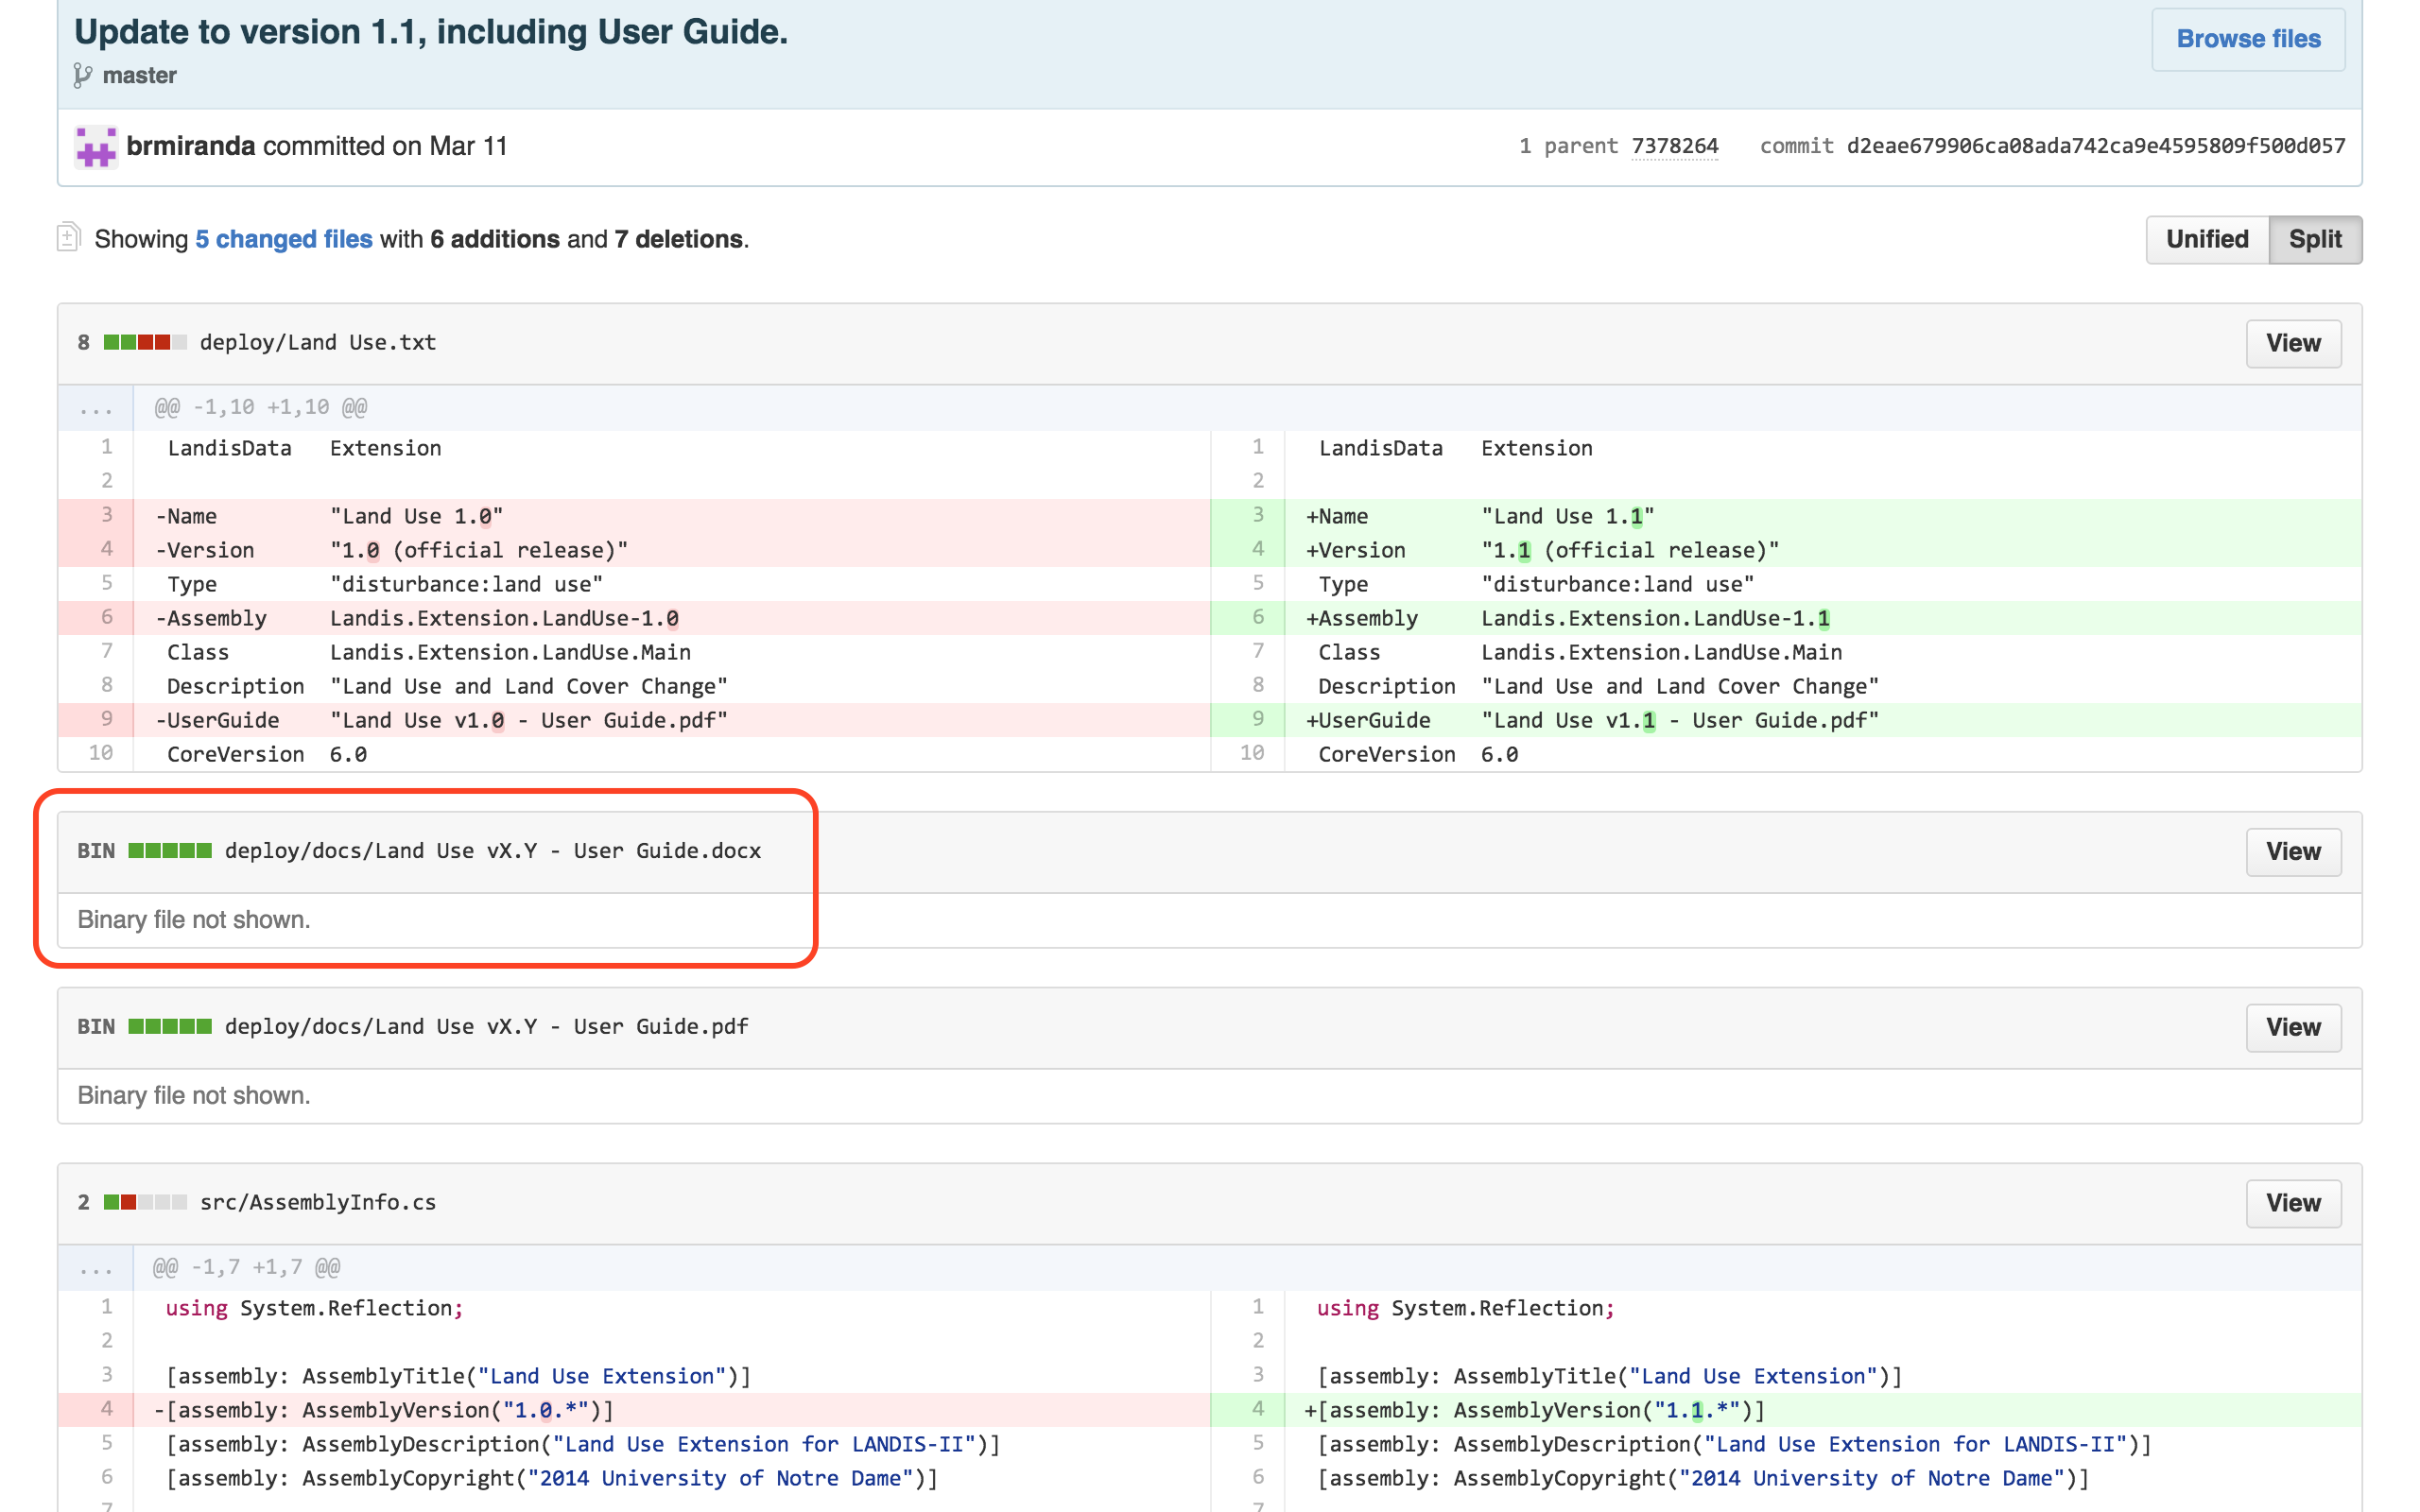 Update to version 1.1, including User Guide.
Browse files
master
brmiranda committed on Mar 11
1 parent 7378264 commit d2eae679906ca08ada742ca9e4595809f500d057
Showing 5 changed files with 6 additions and 7 deletions.
Unified Split
8 deploy/Land Use.txt
View
... @@ -1,10 +1,10 @@
1 LandisData Extension 1 LandisData Extension
2 2
3 -Name "Land Use 1.0" 3 +Name "Land Use 1.1"
4 -Version "1.0 (official release)" 4 +Version "1.1 (official release)"
5 Type "disturbance:land use" 5 Type "disturbance:land use"
6 -Assembly Landis.Extension.LandUse-1.0 6 +Assembly Landis.Extension.LandUse-1.1
7 Class Landis.Extension.LandUse.Main 7 Class Landis.Extension.LandUse.Main
8 Description "Land Use and Land Cover Change" 8 Description "Land Use and Land Cover Change"
9 -UserGuide "Land Use v1.0 - User Guide.pdf" 9 +UserGuide "Land Use v1.1 - User Guide.pdf"
10 CoreVersion 6.0 10 CoreVersion 6.0
BIN deploy/docs/Land Use vX.Y - User Guide.docx
View
Binary file not shown.
BIN deploy/docs/Land Use vX.Y - User Guide.pdf
View
Binary file not shown.
2 src/AssemblyInfo.cs
View
... @@ -1,7 +1,7 @@
1 using System.Reflection; 1 using System.Reflection;
2 2
3 [assembly: AssemblyTitle("Land Use Extension")] 3 [assembly: AssemblyTitle("Land Use Extension")]
4 -[assembly: AssemblyVersion("1.0.*")] 4 +[assembly: AssemblyVersion("1.1.*")]
5 [assembly: AssemblyDescription("Land Use Extension for LANDIS-II")] 5 [assembly: AssemblyDescription("Land Use Extension for LANDIS-II")]
6 [assembly: AssemblyCopyright("2014 University of Notre Dame")] 6 [assembly: AssemblyCopyright("2014 University of Notre Dame")]
7 7